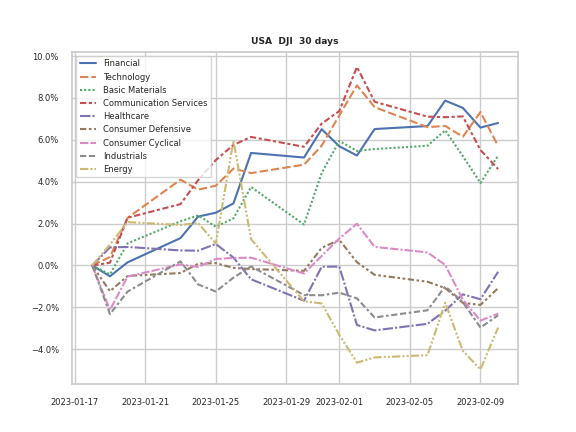 USA DJI 30 days
10.0%
8.0%
6.0%
4.0%
2.0%
0.0%
−2.0%
−4.0%
Financial
Technology
Basic Materials
Communication Services
Healthcare
Consumer Defensive
Consumer Cyclical
Industrials
Energy
2023-01-17 2023-01-21 2023-01-25 2023-01-29 2023-02-01 2023-02-05 2023-02-09